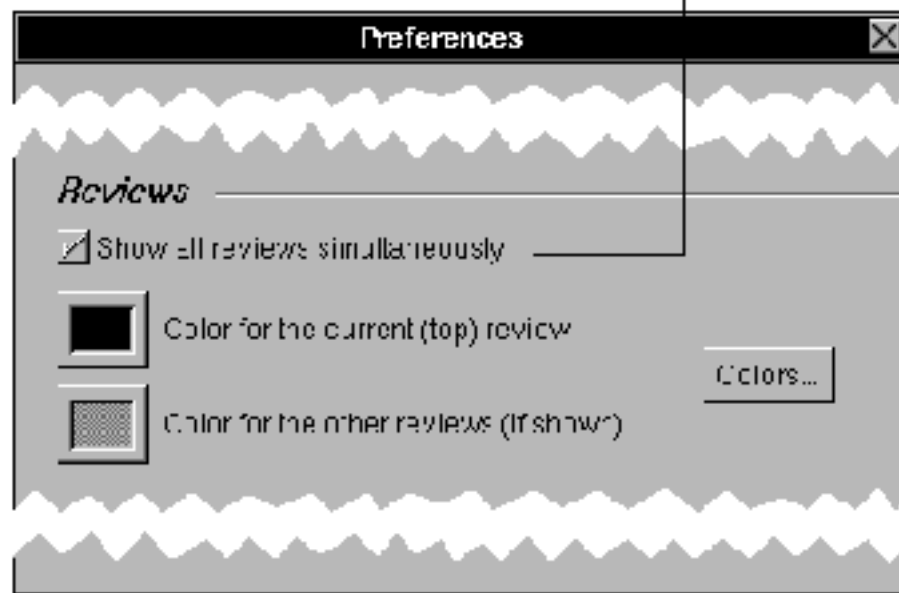 Preferences
Reviews
Show all reviews simultaneously
Color for the current (top) review
Colors...
Color for the other reviews (if shown)